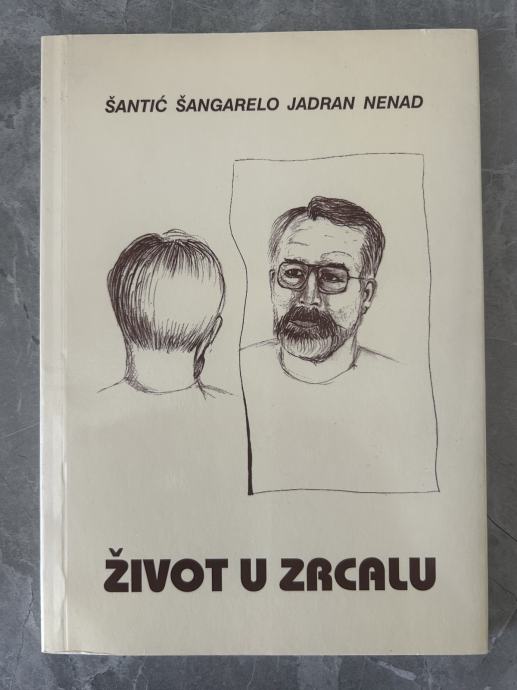 ŠANTIĆ ŠANGARELO JADRAN NENAD
ŽIVOT U ZRCALU